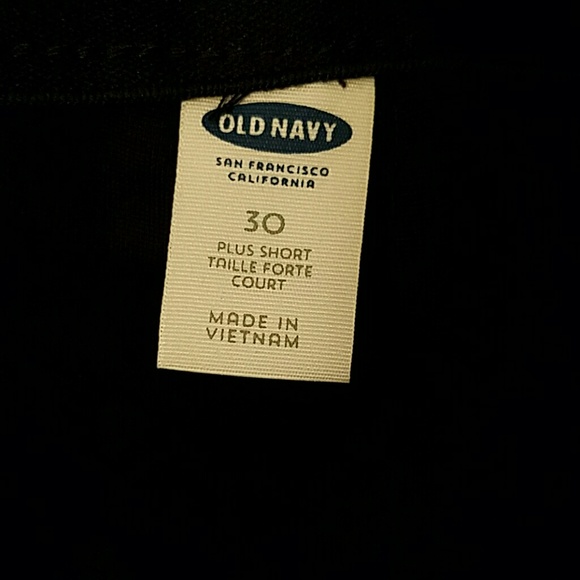 OLD NAVY
SAN FRANCISCO
CALIFORNIA
30
PLUS SHORT
TAILLE FORTE
COURT
MADE IN
VIETNAM